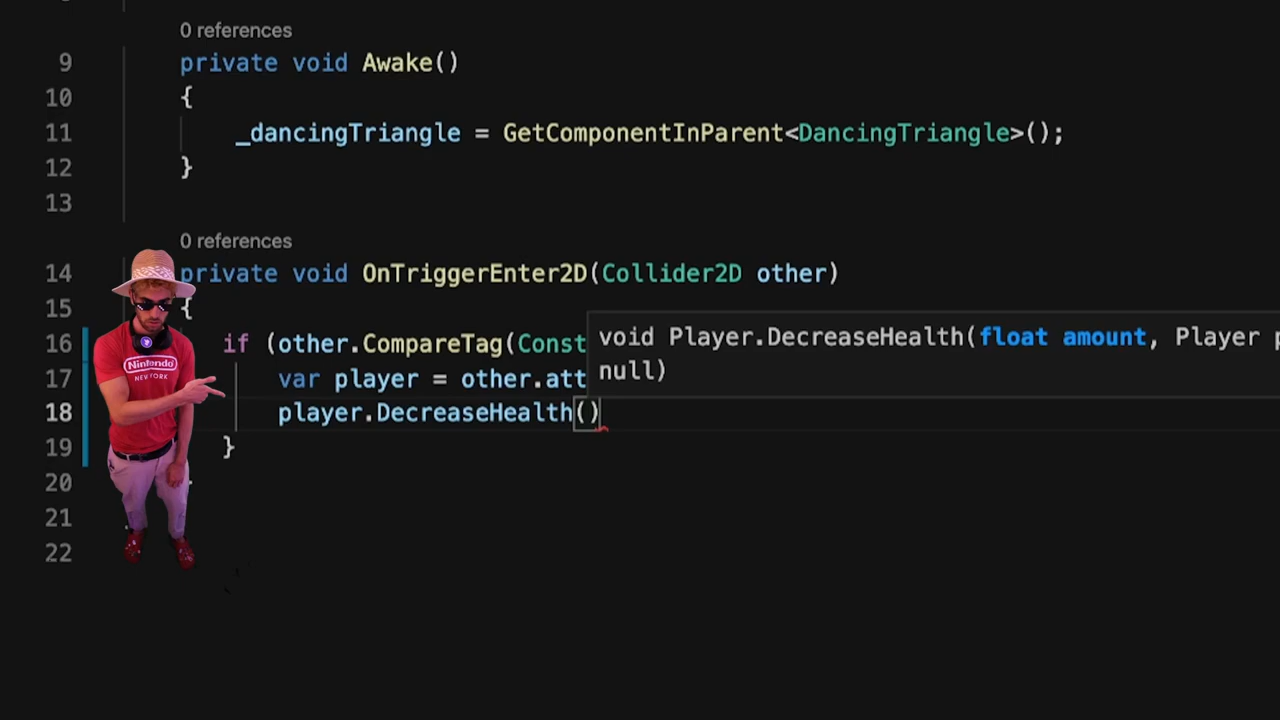 0 references
9 private void Awake()
10 {
11 _dancingTriangle = GetComponentInParent<DancingTriangle>();
12 }
13
0 references
14 private void OnTriggerEnter2D(Collider2D other)
15 {
16 if (other.CompareTag(Const
void Player.DecreaseHealth(float amount, Player p
null)
17 var player = other.att
18 player.DecreaseHealth()
19 }
20
21
22
Nintendo
NEW YORK